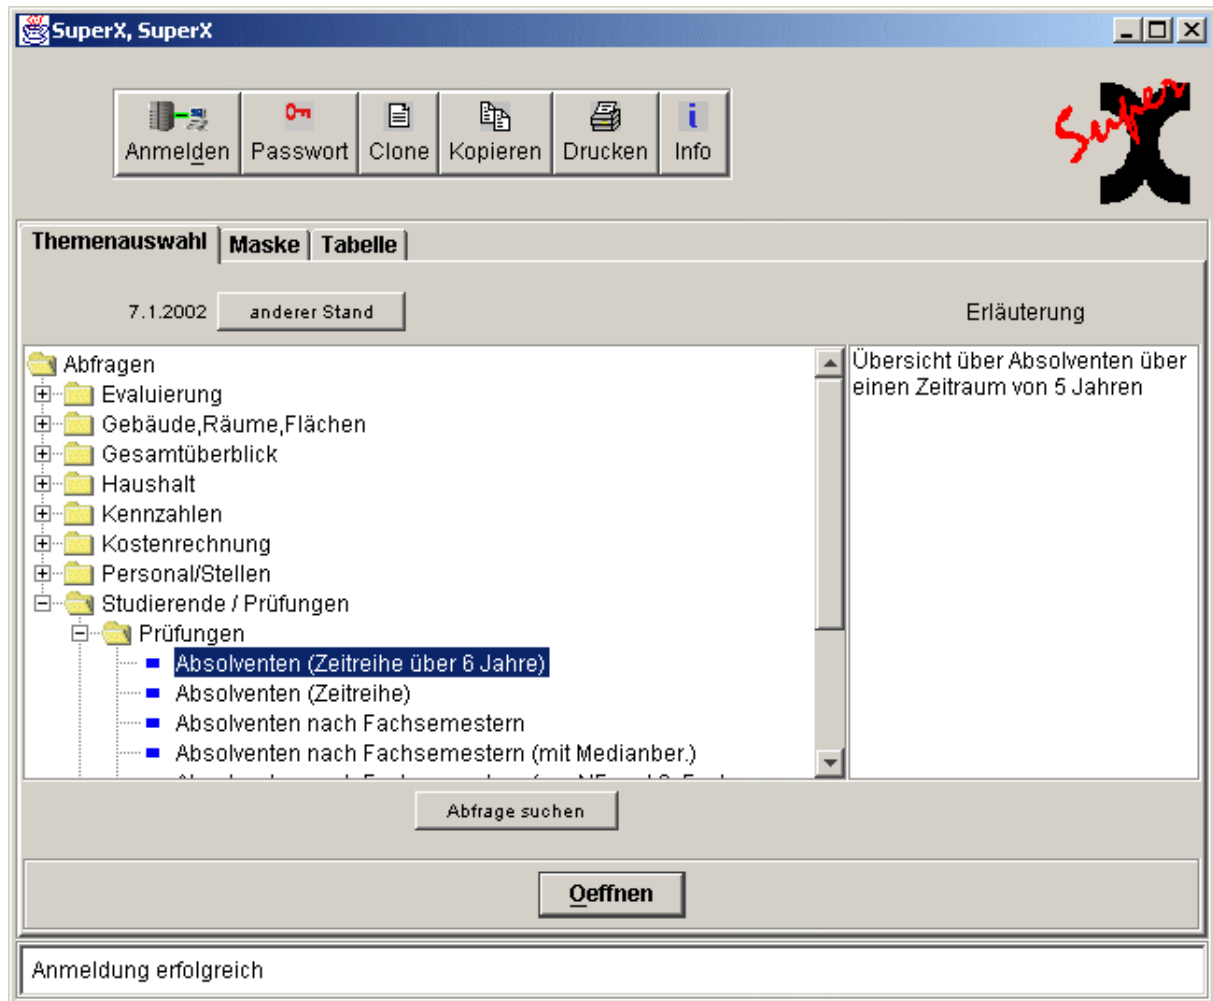 SuperX, SuperX
Super X
Anmelden Passwort Clone Kopieren Drucken Info
Themenauswahl Maske Tabelle
7.1.2002 anderer Stand Erläuterung
Abfragen
Evaluierung
Gebäude,Räume,Flächen
Gesamtüberblick
Haushalt
Kennzahlen
Kostenrechnung
Personal/Stellen
Studierende / Prüfungen
Prüfungen
Absolventen (Zeitreihe über 6 Jahre)
Absolventen (Zeitreihe)
Absolventen nach Fachsemestern
Absolventen nach Fachsemestern (mit Medianber.)
Übersicht über Absolventen über
einen Zeitraum von 5 Jahren
Abfrage suchen
Oeffnen
Anmeldung erfolgreich